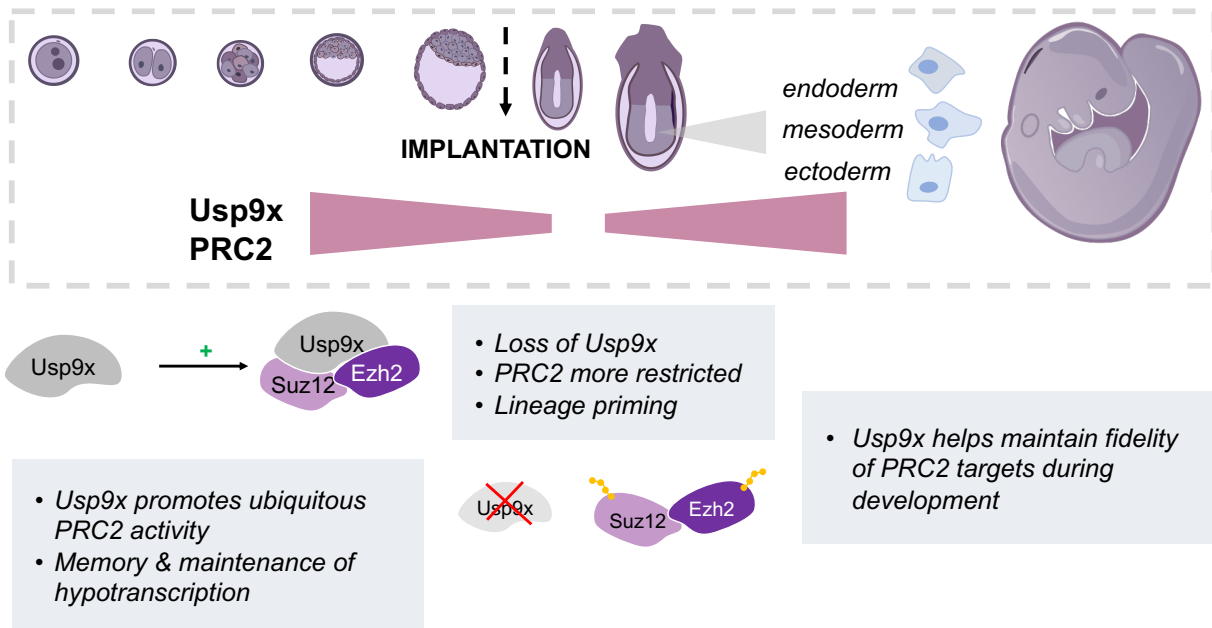 endoderm
mesoderm
ectoderm
IMPLANTATION
Usp9x
PRC2
Usp9x
+
Usp9x
Suz12
Ezh2
• Loss of Usp9x
• PRC2 more restricted
• Lineage priming
• Usp9x helps maintain fidelity
of PRC2 targets during
development
• Usp9x promotes ubiquitous
PRC2 activity
• Memory & maintenance of
hypotranscription
Usp9x
Suz12
Ezh2